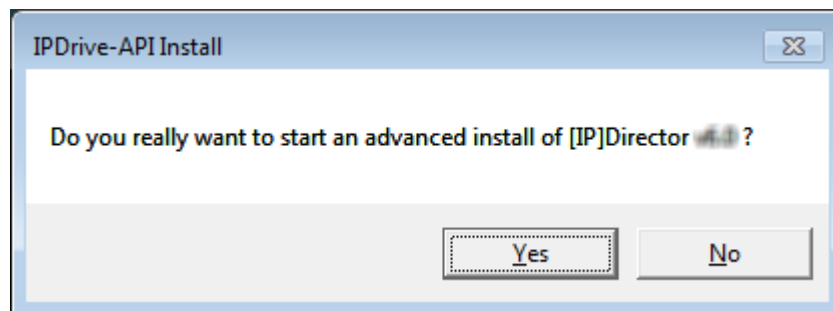 IPDrive-API Install
Do you really want to start an advanced install of [IP]Director ?
Yes
No